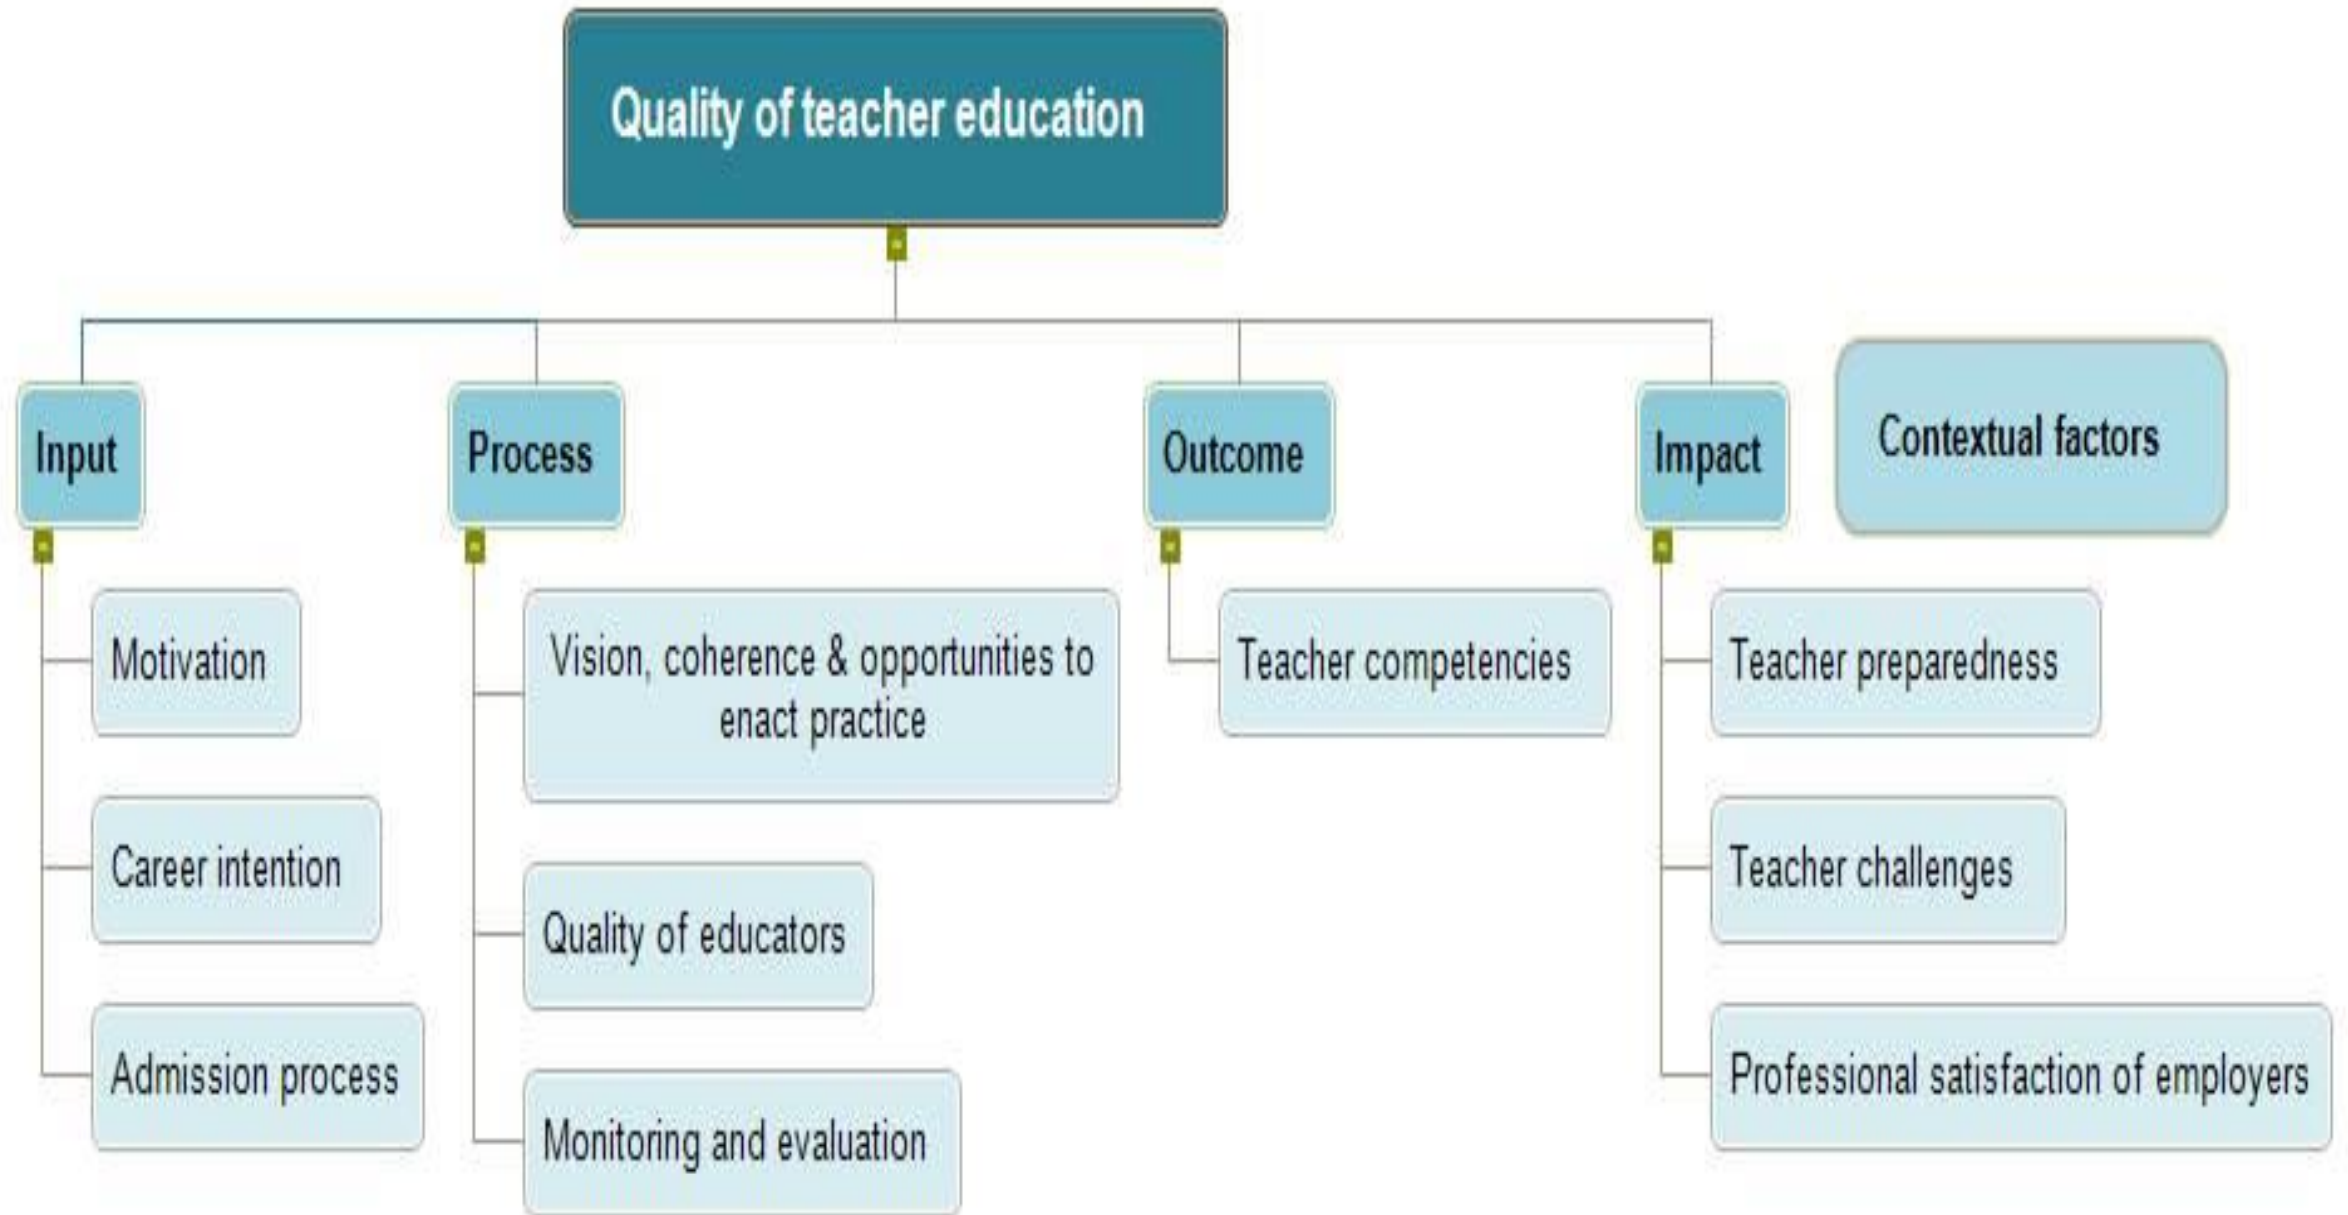 Quality of teacher education
Input
Process
Outcome
Impact
Contextual factors
Motivation
Career intention
Admission process
Vision, coherence & opportunities to
enact practice
Quality of educators
Monitoring and evaluation
Teacher competencies
Teacher preparedness
Teacher challenges
Professional satisfaction of employers